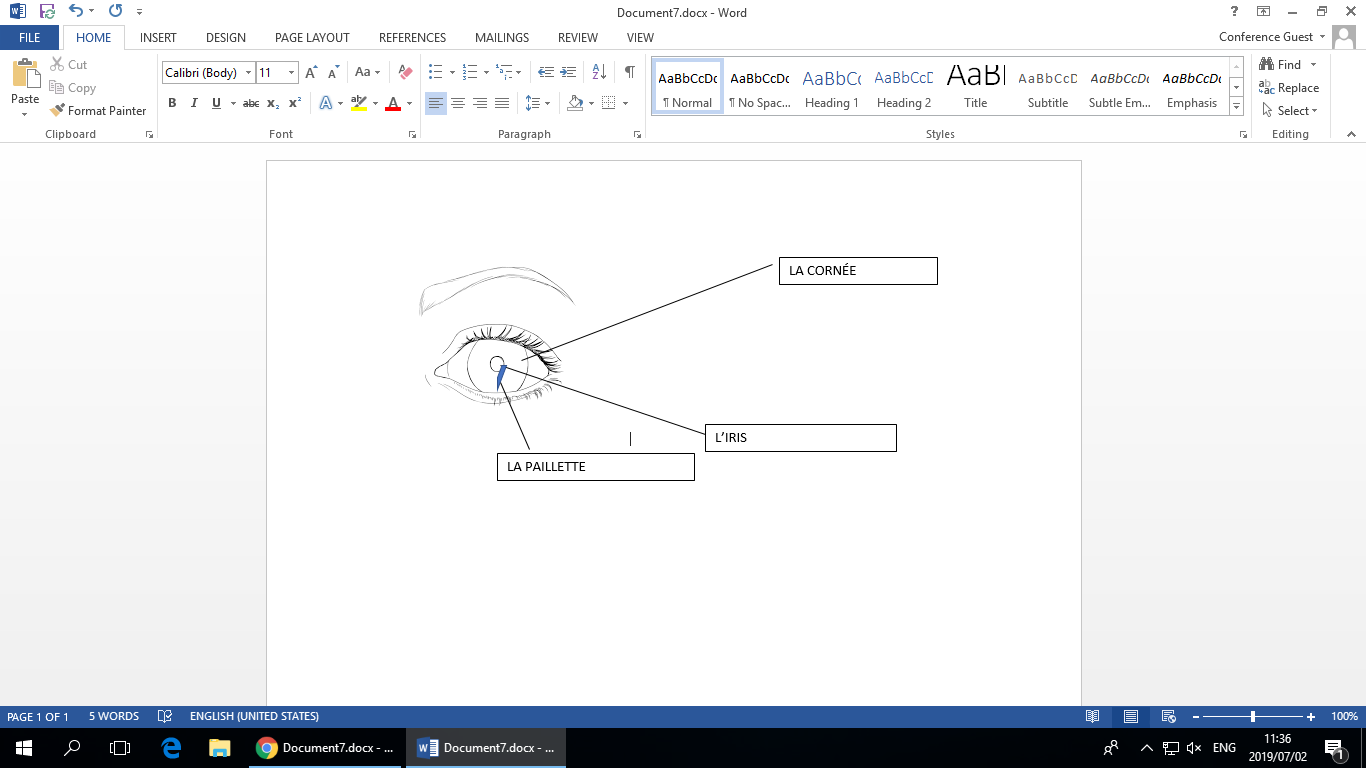 Document7.docx - Word
FILE HOME INSERT DESIGN PAGE LAYOUT REFERENCES MAILINGS REVIEW VIEW Conference Guest
Paste
Cut
Copy
Format Painter
Clipboard
Calibri (Body) 11
Font
Paragraph
AaBbCcDc AaBbCcDc AaBbCc AaBbCcD AaB AaBbCcD AaBbCcDc AaBbCcDc
¶ Normal ¶ No Spac... Heading 1 Heading 2 Title Subtitle Subtle Em... Emphasis
Styles
Find
Replace
Select
Editing
LA CORNÉE
L’IRIS
LA PAILLETTE
PAGE 1 OF 1 5 WORDS ENGLISH (UNITED STATES) 100%
Document7.docx - ... Document7.docx - ... ENG
11:36
2019/07/02
1